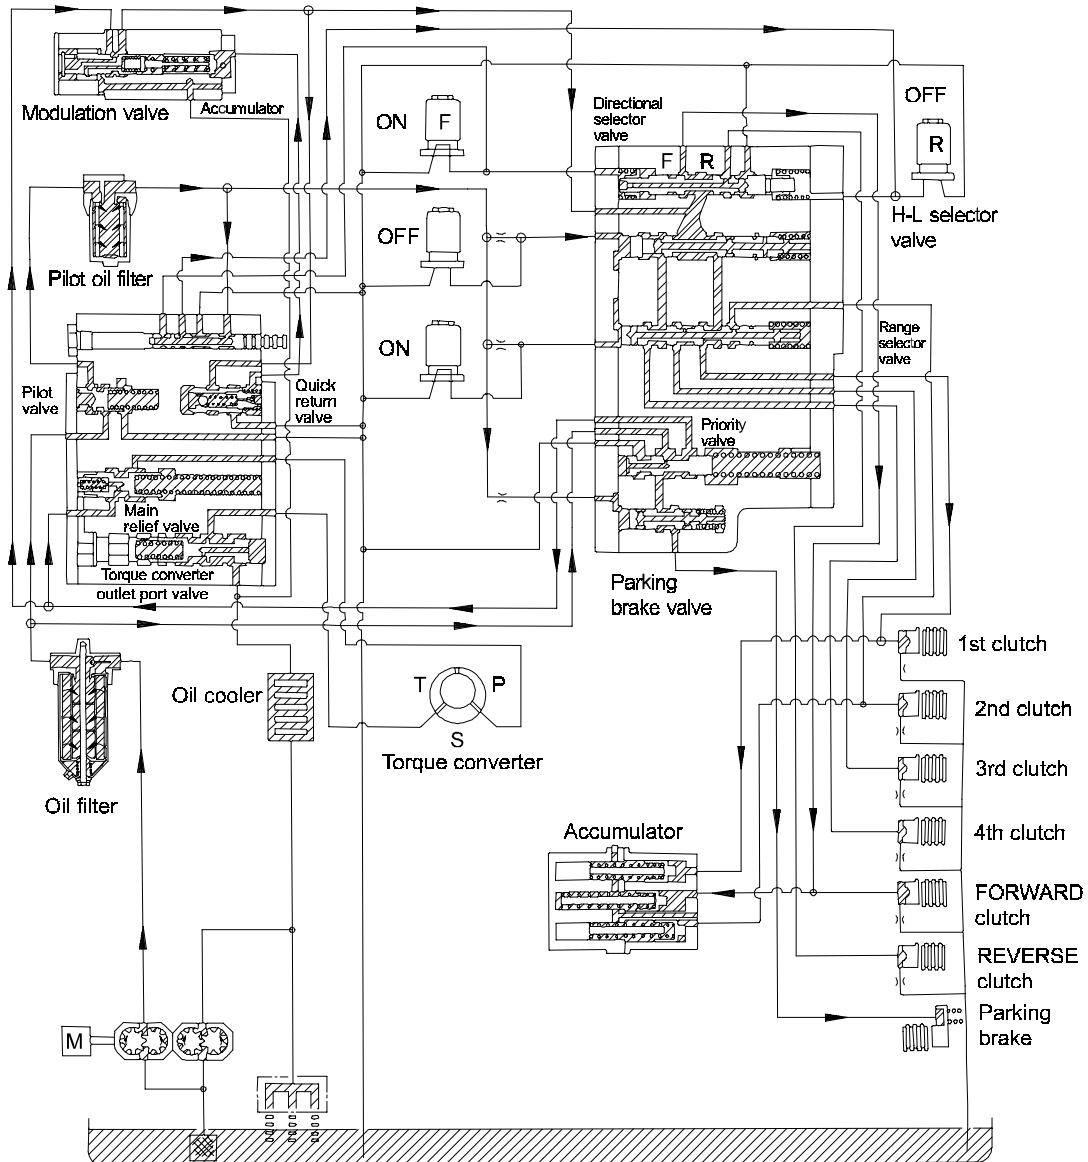 Modulation valve
Accumulator
ON
F
Directional
selector
valve
F
R
OFF
R
H-L selector
valve
Pilot oil filter
OFF
ON
Range
selector
valve
Pilot
valve
Quick
return
valve
Priority
valve
Main
relief valve
Torque converter
outlet port valve
Parking
brake valve
1st clutch
Oil cooler
T
P
S
Torque converter
2nd clutch
3rd clutch
Oil filter
Accumulator
4th clutch
FORWARD
clutch
REVERSE
clutch
Parking
brake
M